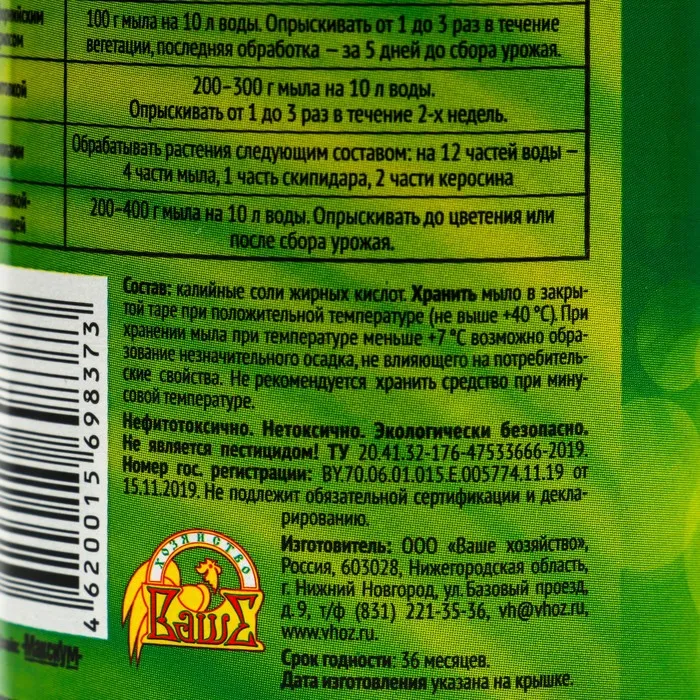 100 г мыла на 10 л воды. Опрыскивать от 1 до 3 раз в течение
вегетации, последняя обработка – за 5 дней до сбора урожая.
200–300 г мыла на 10 л воды.
Опрыскивать от 1 до 3 раз в течение 2-х недель.
Обрабатывать растения следующим составом: на 12 частей воды –
4 части мыла, 1 часть скипидара, 2 части керосина
200–400 г мыла на 10 л воды. Опрыскивать до цветения или
после сбора урожая.
Состав: калийные соли жирных кислот. Хранить мыло в закры-
той таре при положительной температуре (не выше +40 °С). При
хранении мыла при температуре меньше +7 °С возможно обра-
зование незначительного осадка, не влияющего на потребитель-
ские свойства. Не рекомендуется хранить средство при мину-
совой температуре.
Нефитотоксично. Нетоксично. Экологически безопасно.
Не является пестицидом! ТУ 20.41.32-176-47533666-2019.
Номер гос. регистрации: BY.70.06.01.015.E.005774.11.19 от
15.11.2019. Не подлежит обязательной сертификации и декла-
рированию.
Изготовитель: ООО «Ваше хозяйство»,
Россия, 603028, Нижегородская область,
г. Нижний Новгород, ул. Базовый проезд,
д.9, т/ф (831) 221-35-36, vh@vhoz.ru,
www.vhoz.ru.
Срок годности: 36 месяцев.
Дата изготовления указана на крышке.
ХОЗЯЙСТВО
ВАШЕ
4 620015 698373